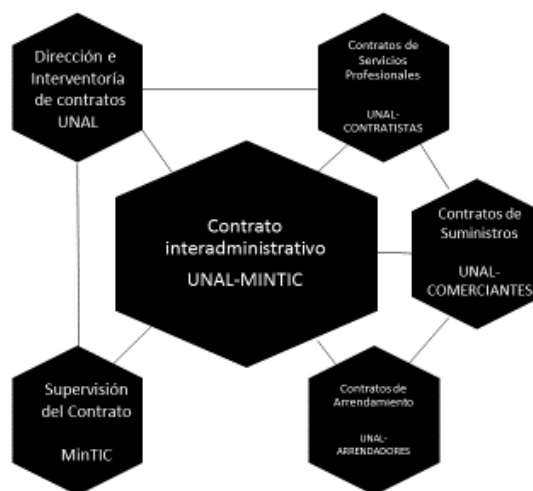 Dirección e
Interventoría
de contratos
UNAL
Contratos de
Servicios
Profesionales
UNAL-
CONTRATISTAS
Contrato
interadministrativo
UNAL-MINTIC
Contratos de
Suministros
UNAL-
COMERCIANTES
Supervisión
del Contrato
MinTIC
Contratos de
Arrendamiento
UNAL-
ARRENDADORES